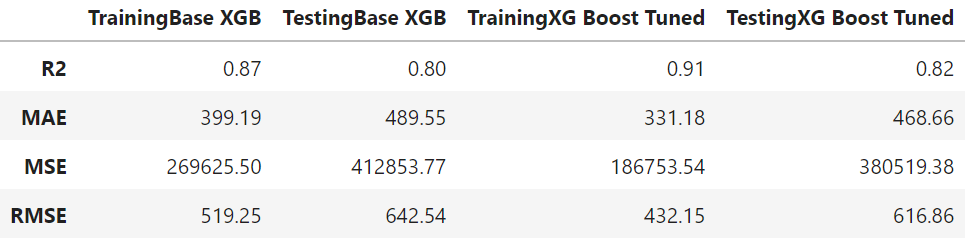 TrainingBase XGB TestingBase XGB TrainingXG Boost Tuned TestingXG Boost Tuned
R2 0.87 0.80 0.91 0.82
MAE 399.19 489.55 331.18 468.66
MSE 269625.50 412853.77 186753.54 380519.38
RMSE 519.25 642.54 432.15 616.86